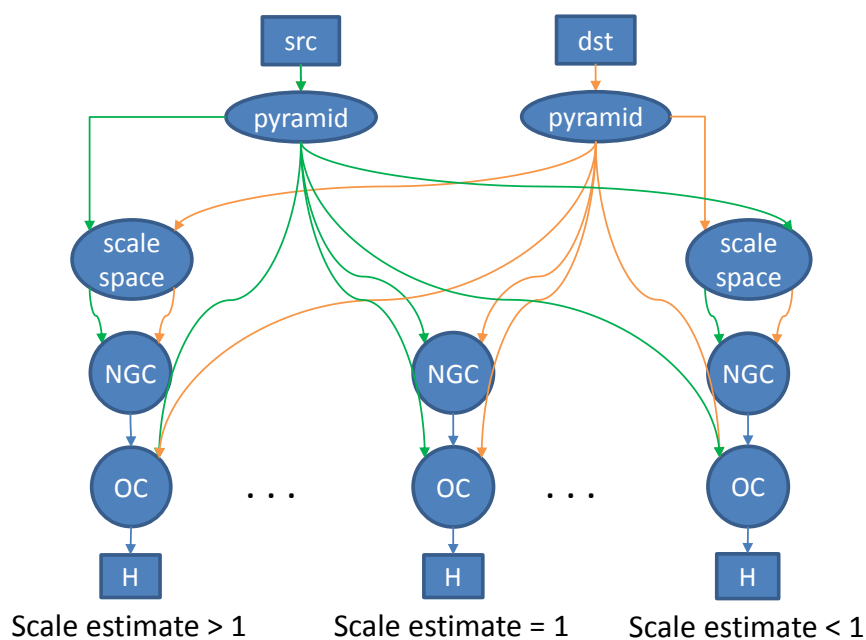 src
dst
pyramid
pyramid
scale
space
scale
space
NGC
NGC
NGC
OC
. . .
OC
. . .
OC
H
H
H
Scale estimate > 1
Scale estimate = 1
Scale estimate < 1